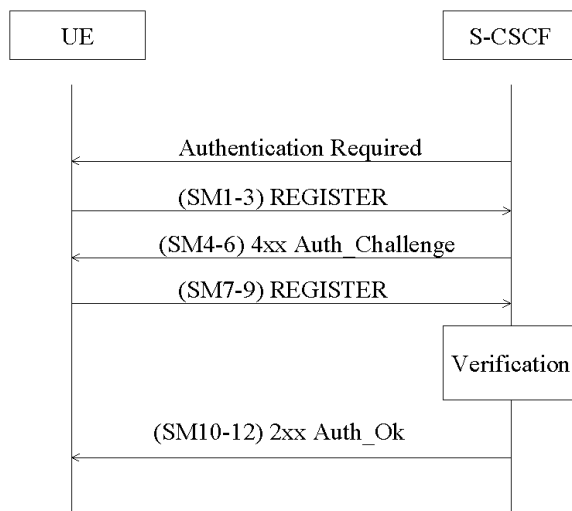 UE
S-CSCF
Authentication Required
(SM1-3) REGISTER
(SM4-6) 4xx Auth_Challenge
(SM7-9) REGISTER
Verification
(SM10-12) 2xx Auth_Ok